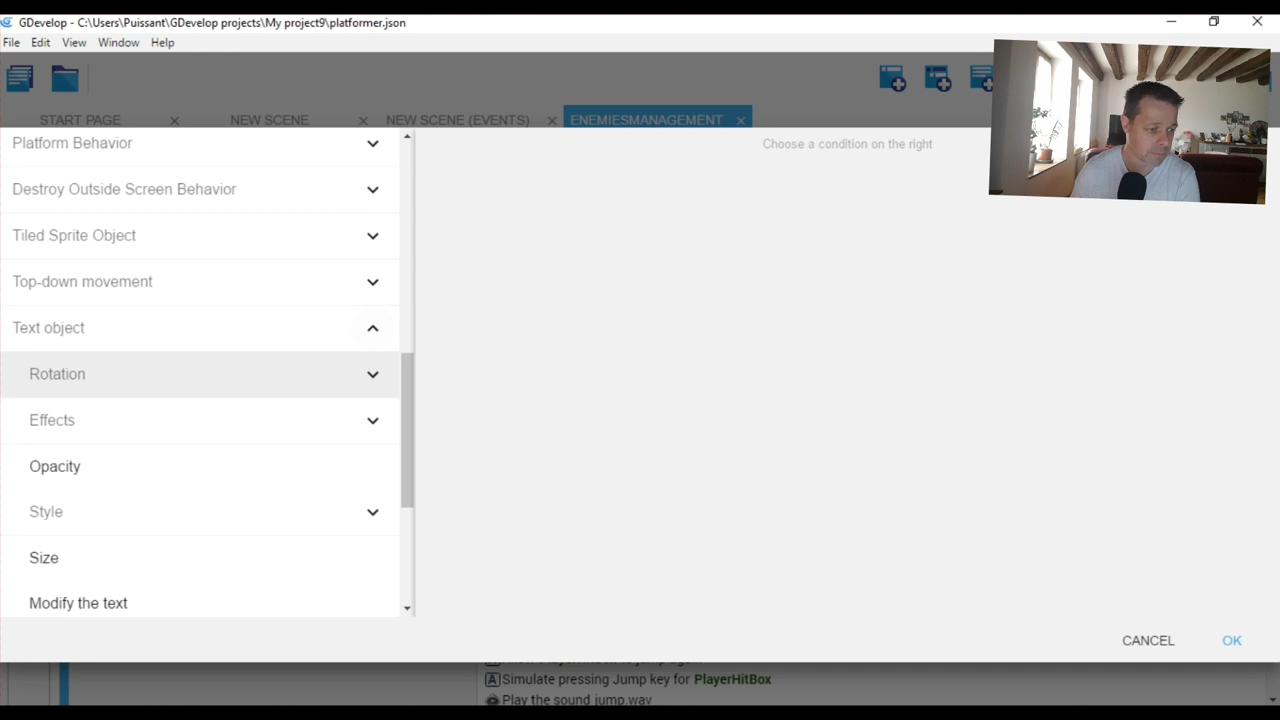 GDevelop - C:\Users\Puissant\GDevelop projects\My project9\platformer.json
File Edit View Window Help
START PAGE NEW SCENE NEW SCENE (EVENTS) ENEMIESMANAGEMENT
Platform Behavior
Choose a condition on the right
Destroy Outside Screen Behavior
Tiled Sprite Object
Top-down movement
Text object
Rotation
Effects
Opacity
Style
Size
Modify the text
CANCEL OK
Simulate pressing Jump key for PlayerHitBox
Play the sound jump.wav